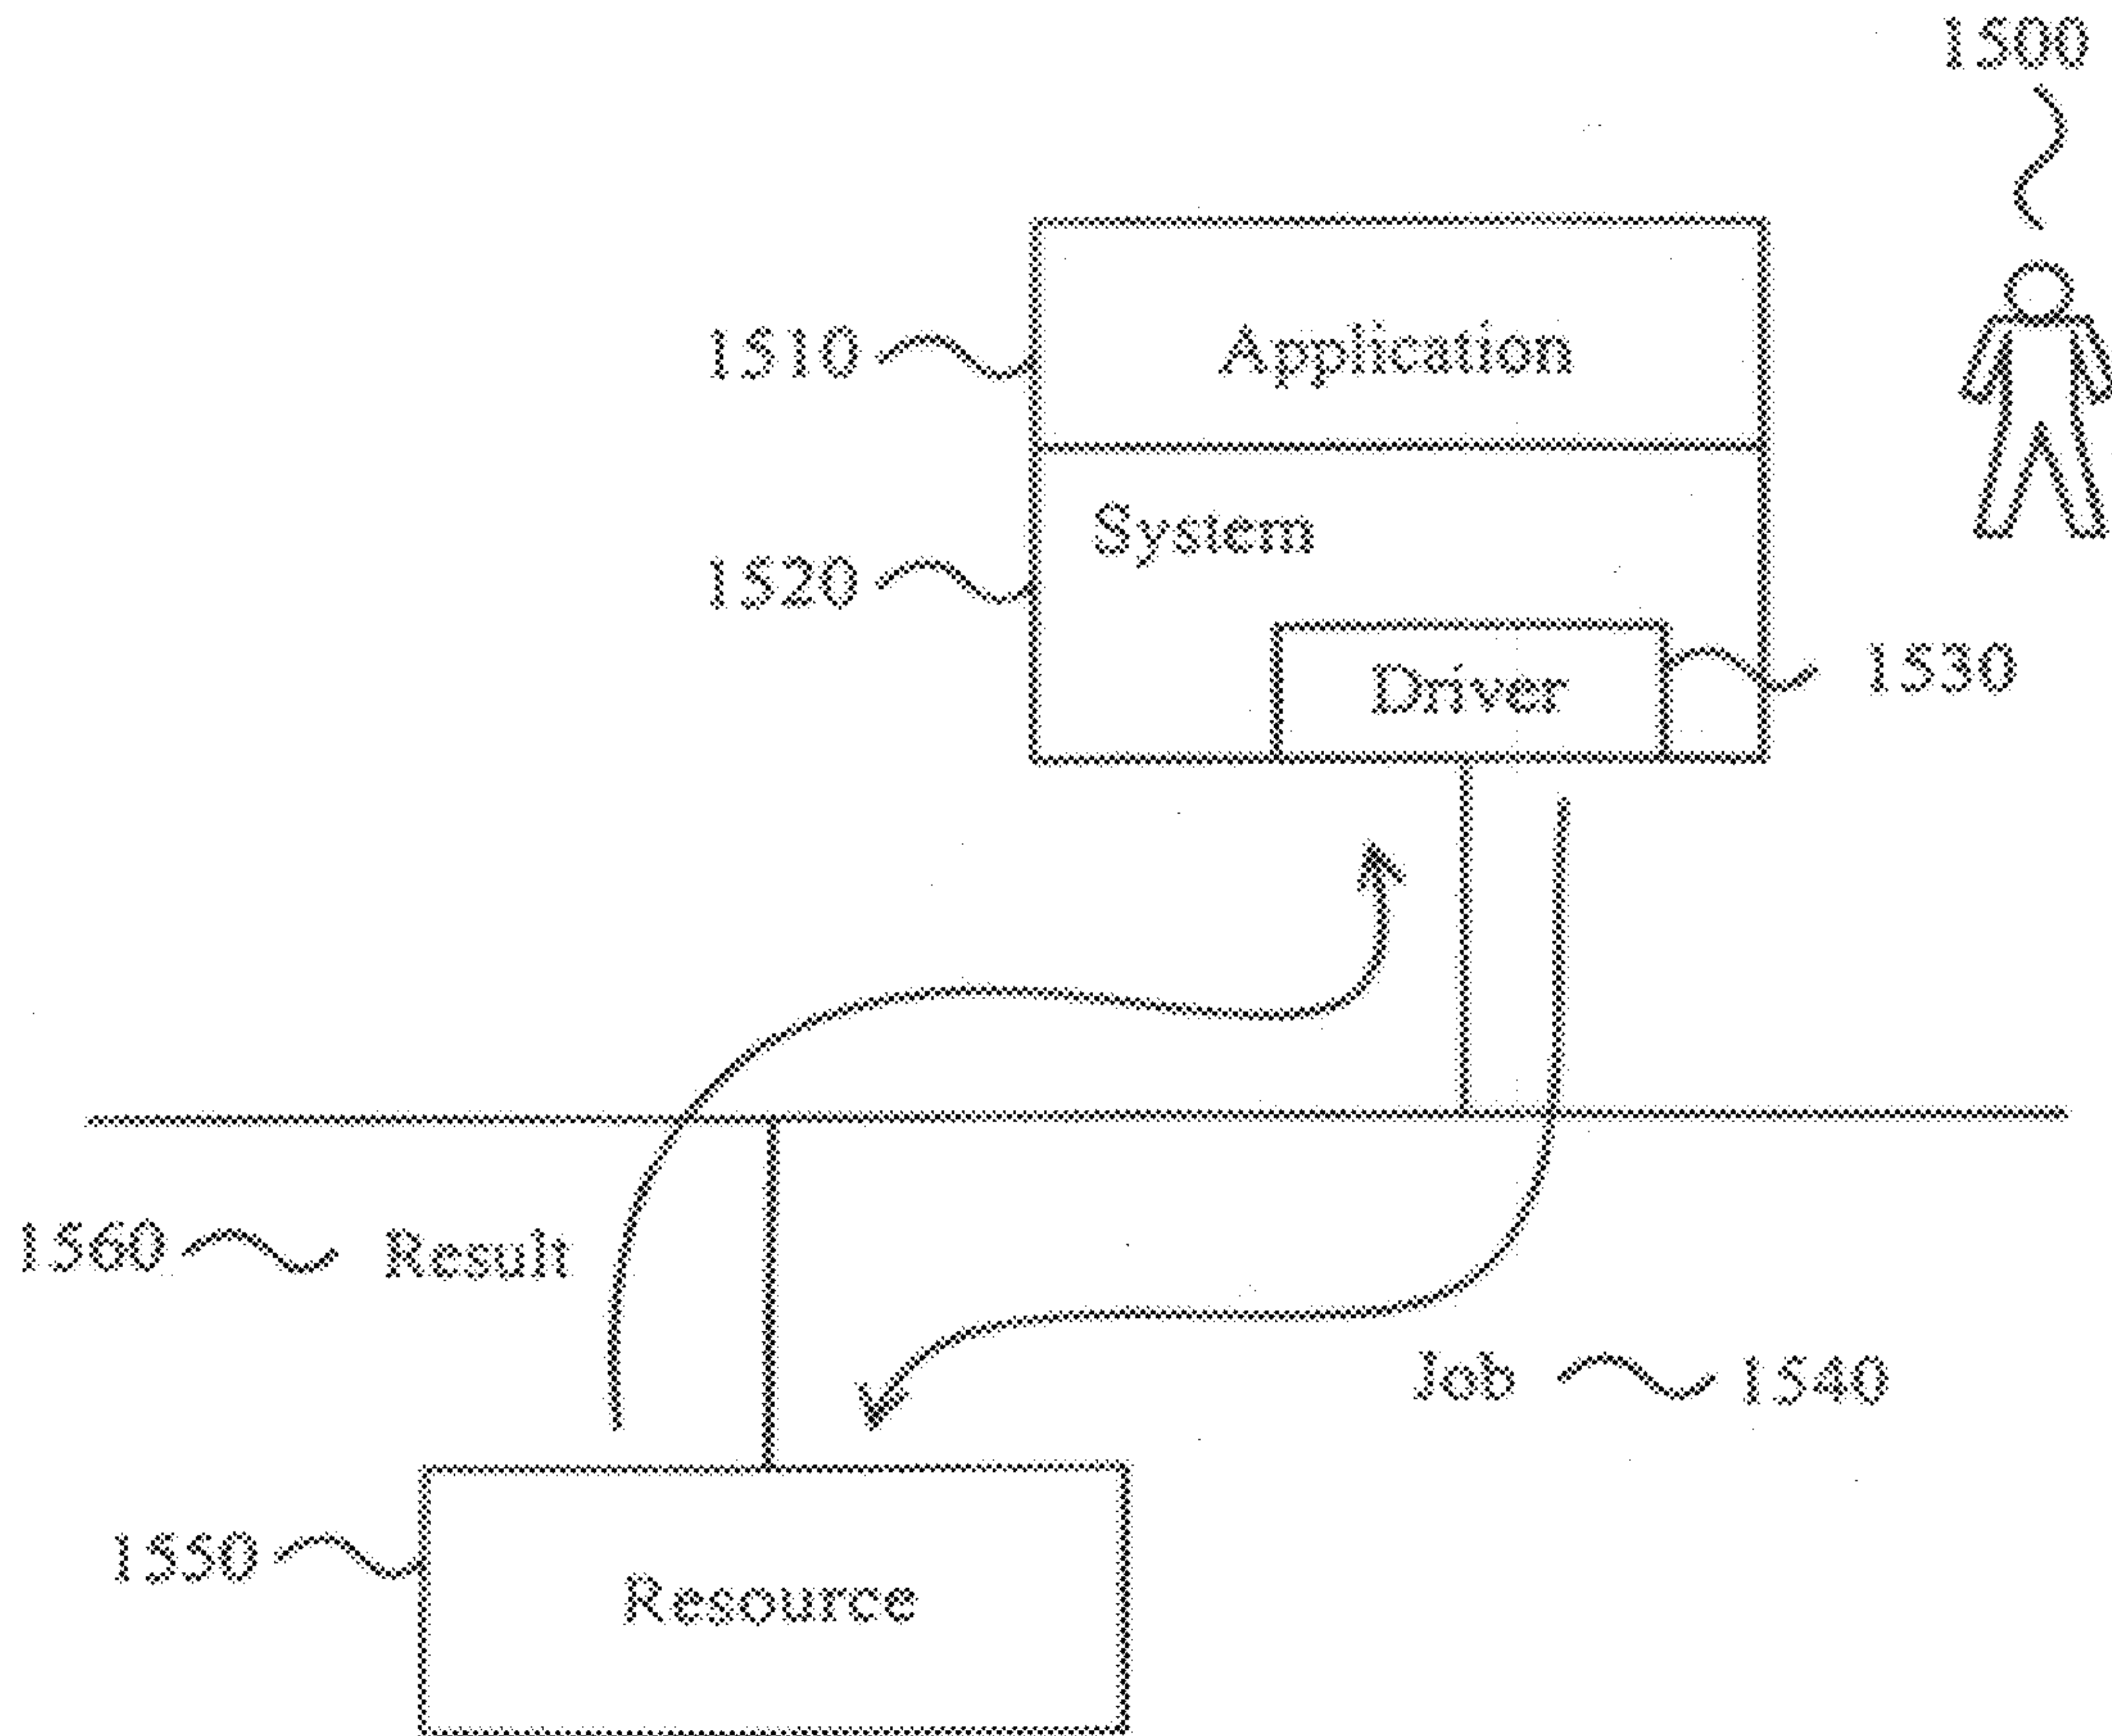 1500
1510 Application
System
1520
Driver 1530
1560 Result
Job 1540
1550
Resource